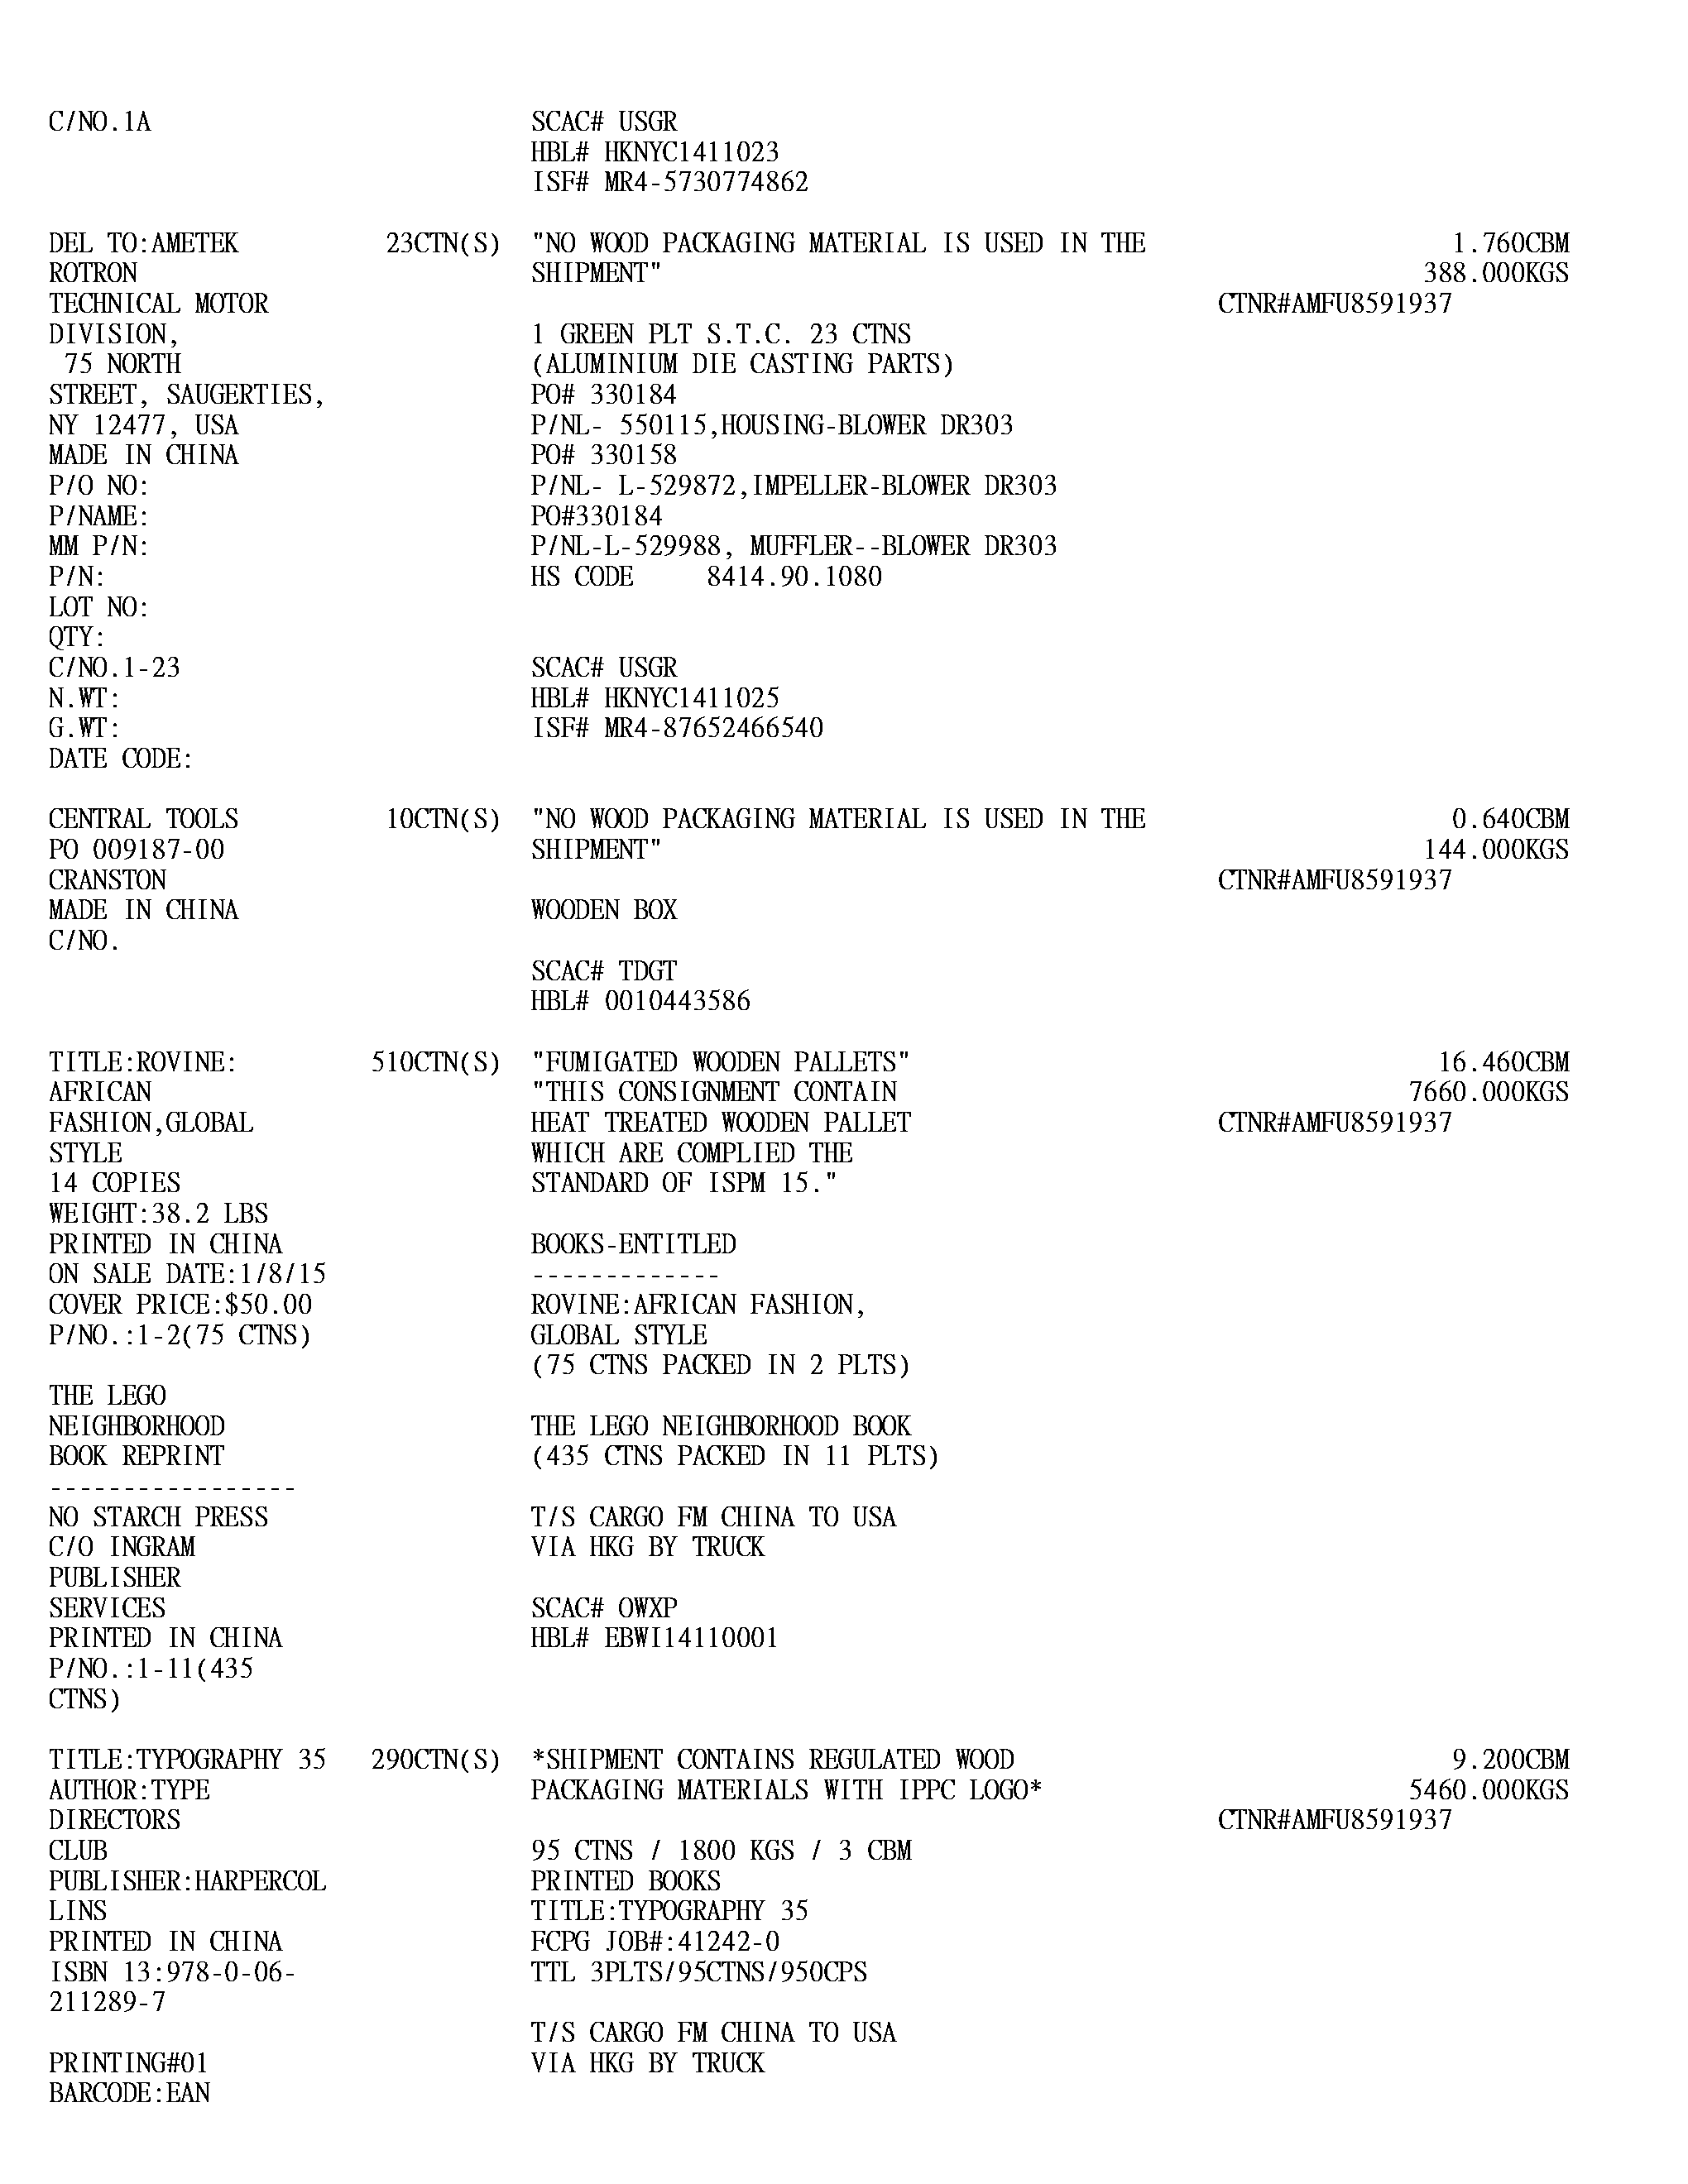 C/NO.1A SCAC# USGR
HBL# HKNYC1411023
ISF# MR4-5730774862
DEL TO:AMETEK 23CTN(S) "NO WOOD PACKAGING MATERIAL IS USED IN THE 1.760CBM
ROTRON SHIPMENT" 388.000KGS
TECHNICAL MOTOR CTNR#AMFU8591937
DIVISION, 1 GREEN PLT S.T.C. 23 CTNS
75 NORTH (ALUMINIUM DIE CASTING PARTS)
STREET, SAUGERTIES, PO# 330184
NY 12477, USA P/NL- 550115,HOUSING-BLOWER DR303
MADE IN CHINA PO# 330158
P/O NO: P/NL- L-529872,IMPELLER-BLOWER DR303
P/NAME: PO#330184
MM P/N: P/NL-L-529988, MUFFLER--BLOWER DR303
P/N: HS CODE 8414.90.1080
LOT NO:
QTY:
C/NO.1-23 SCAC# USGR
N.WT: HBL# HKNYC1411025
G.WT: ISF# MR4-87652466540
DATE CODE:
CENTRAL TOOLS 10CTN(S) "NO WOOD PACKAGING MATERIAL IS USED IN THE 0.640CBM
PO 009187-00 SHIPMENT" 144.000KGS
CRANSTON CTNR#AMFU8591937
MADE IN CHINA WOODEN BOX
C/NO.
SCAC# TDGT
HBL# 0010443586
TITLE:ROVINE: 510CTN(S) "FUMIGATED WOODEN PALLETS" 16.460CBM
AFRICAN "THIS CONSIGNMENT CONTAIN 7660.000KGS
FASHION,GLOBAL HEAT TREATED WOODEN PALLET CTNR#AMFU8591937
STYLE WHICH ARE COMPLIED THE
14 COPIES STANDARD OF ISPM 15."
WEIGHT:38.2 LBS
PRINTED IN CHINA BOOKS-ENTITLED
ON SALE DATE:1/8/15 -------------
COVER PRICE:$50.00 ROVINE:AFRICAN FASHION,
P/NO.:1-2(75 CTNS) GLOBAL STYLE
(75 CTNS PACKED IN 2 PLTS)
THE LEGO
NEIGHBORHOOD THE LEGO NEIGHBORHOOD BOOK
BOOK REPRINT (435 CTNS PACKED IN 11 PLTS)
-----------------
NO STARCH PRESS T/S CARGO FM CHINA TO USA
C/O INGRAM VIA HKG BY TRUCK
PUBLISHER
SERVICES SCAC# OWXP
PRINTED IN CHINA HBL# EBWI14110001
P/NO.:1-11(435
CTNS)
TITLE:TYPOGRAPHY 35 290CTN(S) *SHIPMENT CONTAINS REGULATED WOOD 9.200CBM
AUTHOR:TYPE PACKAGING MATERIALS WITH IPPC LOGO* 5460.000KGS
DIRECTORS CTNR#AMFU8591937
CLUB 95 CTNS / 1800 KGS / 3 CBM
PUBLISHER:HARPERCOL PRINTED BOOKS
LINS TITLE:TYPOGRAPHY 35
PRINTED IN CHINA FCPG JOB#:41242-0
ISBN 13:978-0-06- TTL 3PLTS/95CTNS/950CPS
211289-7
T/S CARGO FM CHINA TO USA
PRINTING#01 VIA HKG BY TRUCK
BARCODE:EAN